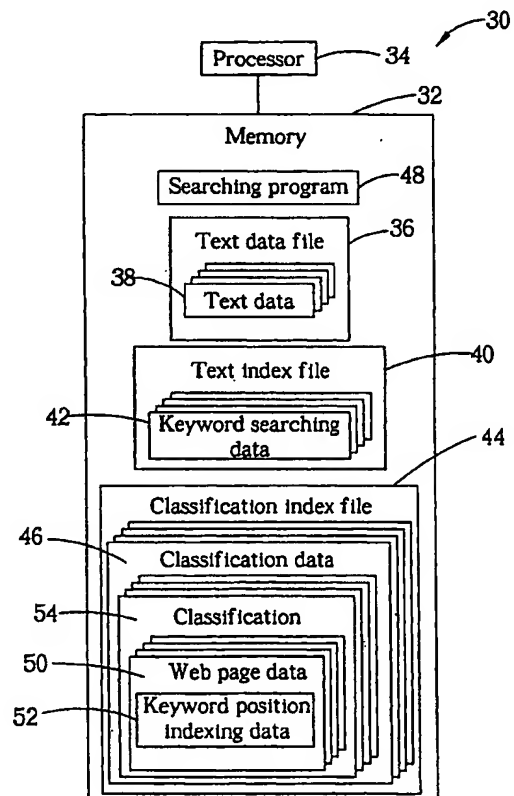 30
Processor
34
32
Memory
Searching program
48
36
Text data file
38
Text data
40
Text index file
42
Keyword searching
data
44
Classification index file
46
Classification data
54
Classification
50
Web page data
52
Keyword position
indexing data